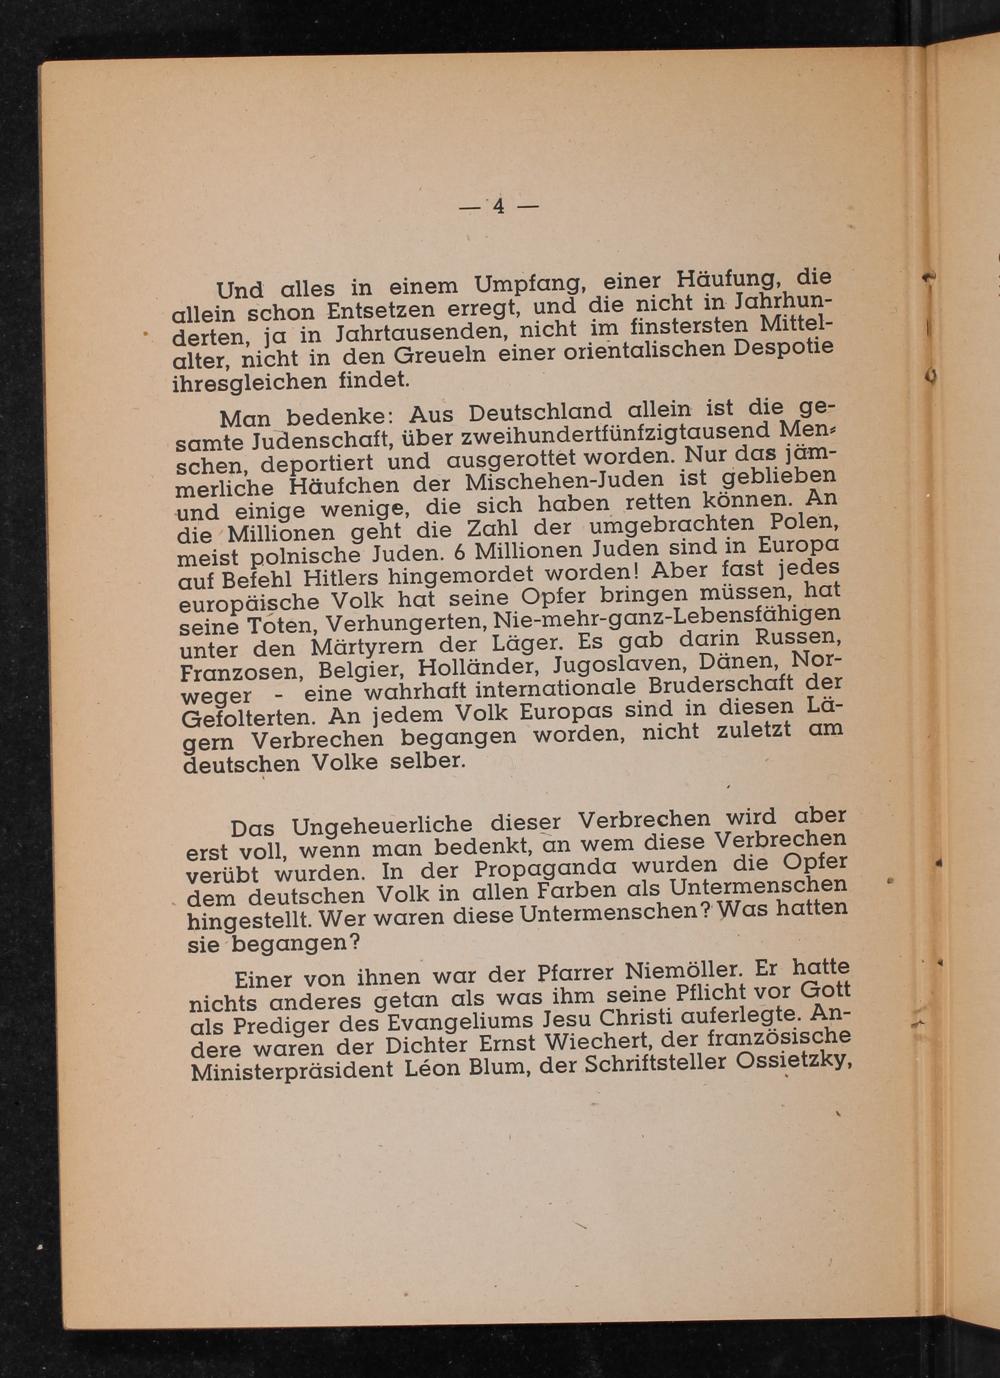 — 4 —
Und alles in einem Umpfang, einer Häufung, die
allein schon Entsetzen erregt, und die nicht in Jahrhun-
derten, ja in Jahrtausenden, nicht im finstersten Mittel-
alter, nicht in den Greueln einer orientalischen Despotie
ihresgleichen findet.
Man bedenke: Aus Deutschland allein ist die ge-
samte Judenschaft, über zweihundertfünfzigtausend Men-
schen, deportiert und ausgerottet worden. Nur das jäm-
merliche Häufchen der Mischehen-Juden ist geblieben
und einige wenige, die sich haben retten können. An
die Millionen geht die Zahl der umgebrachten Polen,
meist polnische Juden. 6 Millionen Juden sind in Europa
auf Befehl Hitlers hingemordet worden! Aber fast jedes
europäische Volk hat seine Opfer bringen müssen, hat
seine Toten, Verhungerten, Nie-mehr-ganz-Lebensfähigen
unter den Märtyrern der Läger. Es gab darin Russen,
Franzosen, Belgier, Holländer, Jugoslaven, Dänen, Nor-
weger - eine wahrhaft internationale Bruderschaft der
Gefolterten. An jedem Volk Europas sind in diesen Lä-
gern Verbrechen begangen worden, nicht zuletzt am
deutschen Volke selber.
Das Ungeheuerliche dieser Verbrechen wird aber
erst voll, wenn man bedenkt, an wem diese Verbrechen
verübt wurden. In der Propaganda wurden die Opfer
dem deutschen Volk in allen Farben als Untermenschen
hingestellt. Wer waren diese Untermenschen? Was hatten
sie begangen?
Einer von ihnen war der Pfarrer Niemöller. Er hatte
nichts anderes getan als was ihm seine Pflicht vor Gott
als Prediger des Evangeliums Jesu Christi auferlegte. An-
dere waren der Dichter Ernst Wiechert, der französische
Ministerpräsident Léon Blum, der Schriftsteller Ossietzky,